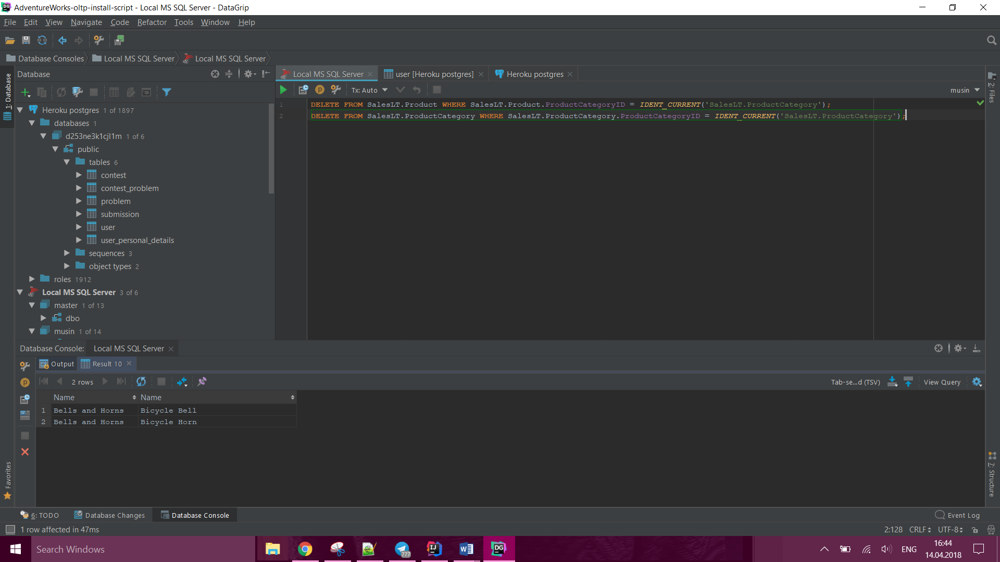 AdventureWorks-oltp-install-script - Local MS SQL Server - DataGrip
File Edit View Navigate Code Refactor Tools Window Help
Database Consoles Local MS SQL Server Local MS SQL Server
1: Database
Database
Heroku postgres 1 of 1897
databases 1
d253ne3k1cjl1m 1 of 6
public
tables 6
contest
contest_problem
problem
submission
user
user_personal_details
sequences 3
object types 2
roles 1912
Local MS SQL Server 3 of 6
master 1 of 13
dbo
musin 1 of 14
Local MS SQL Server user [Heroku postgres] Heroku postgres
Tx: Auto musin
1 DELETE FROM SalesLT.Product WHERE SalesLT.Product.ProductCategoryID = IDENT_CURRENT('SalesLT.ProductCategory');
2 DELETE FROM SalesLT.ProductCategory WHERE SalesLT.ProductCategory.ProductCategoryID = IDENT_CURRENT('SalesLT.ProductCategory');
2: Files
Database Console: Local MS SQL Server
Output Result 10
2 rows Tab-se...d (TSV) View Query
Name Name
1 Bells and Horns Bicycle Bell
2 Bells and Horns Bicycle Horn
Favorites
7: Structure
6: TODO Database Changes Database Console Event Log
1 row affected in 47ms 2:128 CRLF UTF-8
Search Windows
777
ENG
16:44
14.04.2018